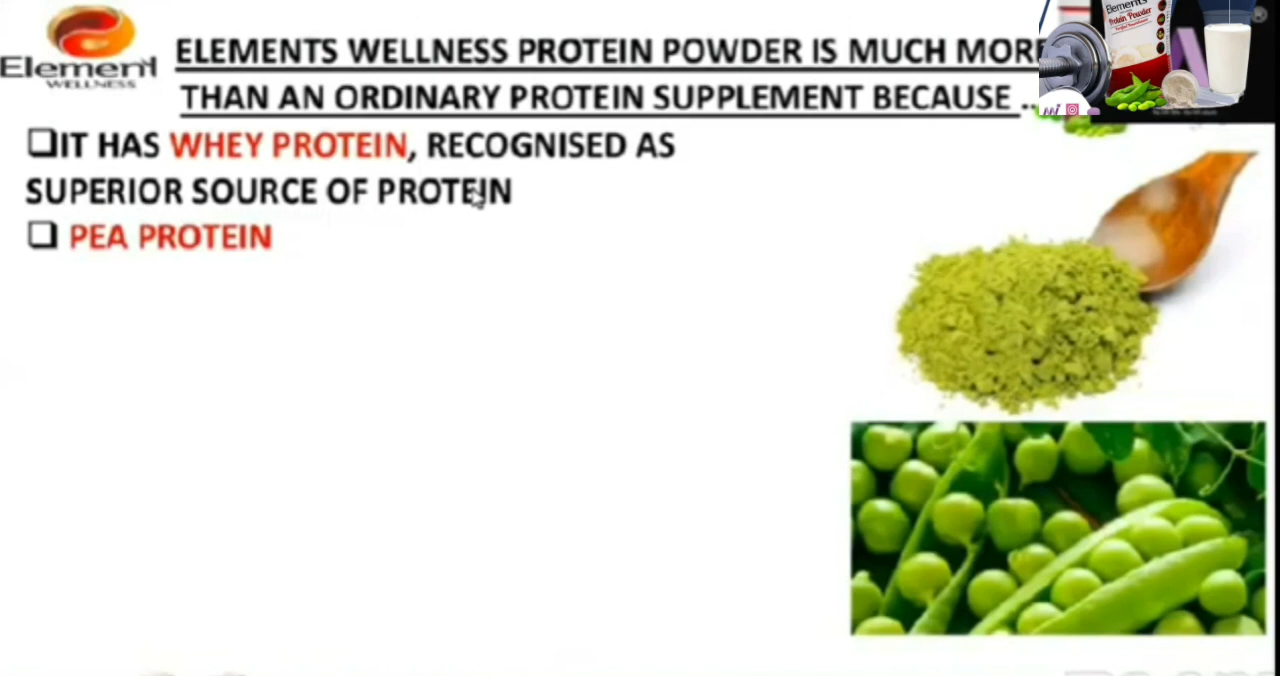 Element
WELLNESS
ELEMENTS WELLNESS PROTEIN POWDER IS MUCH MORE
THAN AN ORDINARY PROTEIN SUPPLEMENT BECAUSE ..
IT HAS WHEY PROTEIN, RECOGNISED AS
SUPERIOR SOURCE OF PROTEIN
PEA PROTEIN
Elements
Protein Powder
mi